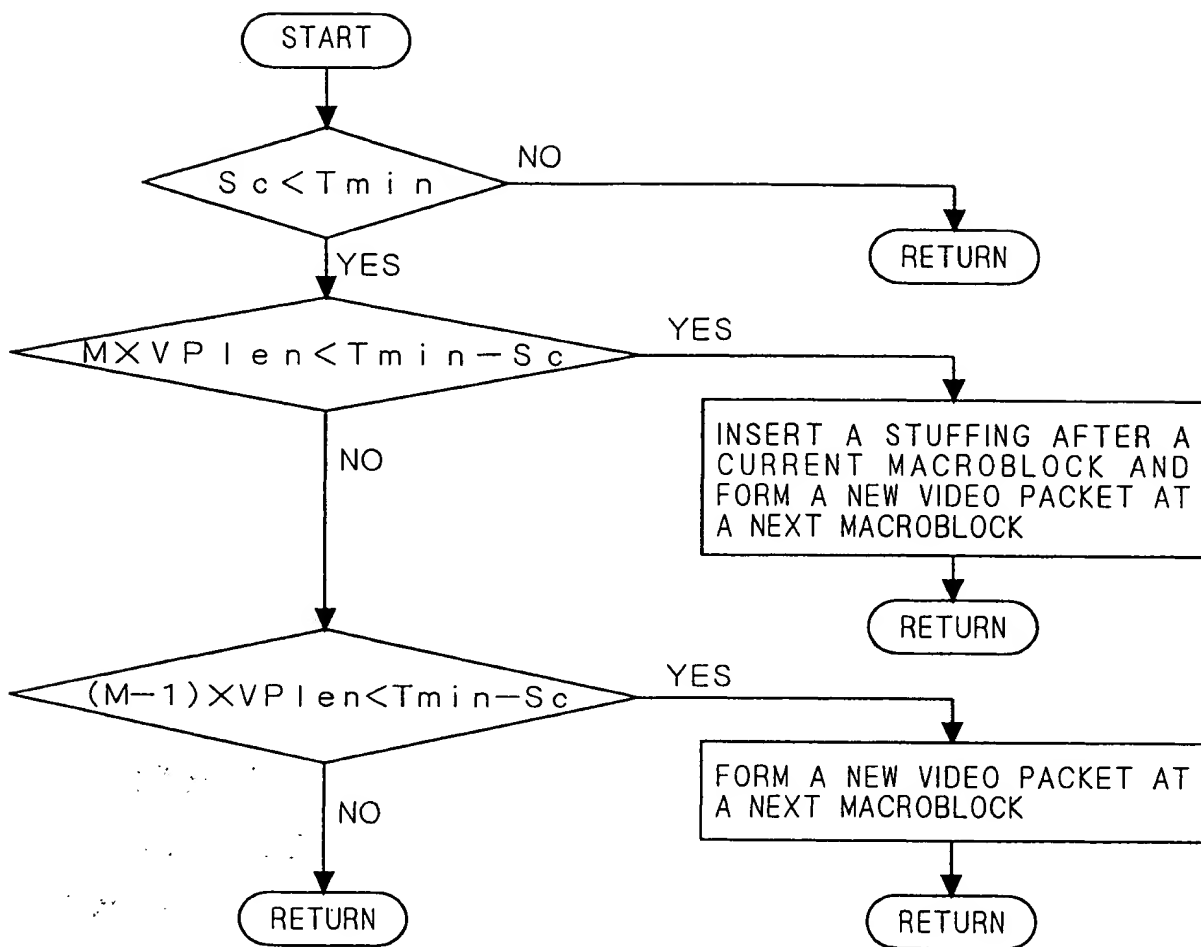 START
Sc<Tmin
NO
RETURN
YES
M×VPlen<Tmin-Sc
YES
INSERT A STUFFING AFTER A
CURRENT MACROBLOCK AND
FORM A NEW VIDEO PACKET AT
A NEXT MACROBLOCK
NO
RETURN
(M-1)×VPlen<Tmin-Sc
YES
FORM A NEW VIDEO PACKET AT
A NEXT MACROBLOCK
NO
RETURN
RETURN